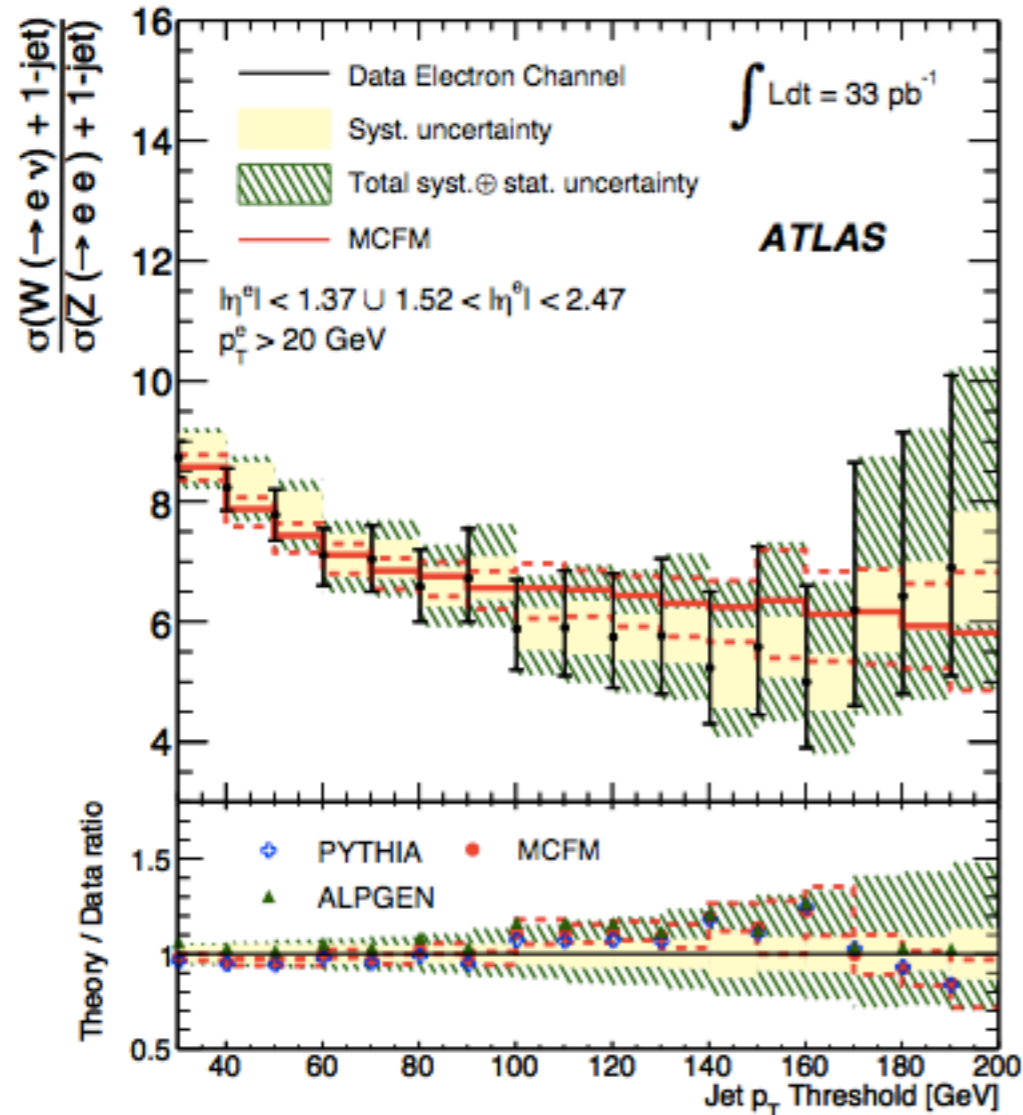 σ(W (→e ν) + 1-jet)
σ(Z (→ e e ) + 1-jet)
16
14
12
10
8
6
4
Data Electron Channel
Syst. uncertainty
Total syst.⊕ stat. uncertainty
MCFM
∫ Ldt = 33 pb⁻¹
ATLAS
|ηᵉ| < 1.37 ∪ 1.52 < |ηᵉ| < 2.47
p_T^e > 20 GeV
Theory / Data ratio
1.5
1
0.5
PYTHIA
MCFM
ALPGEN
40 60 80 100 120 140 160 180 200
Jet p_T Threshold [GeV]